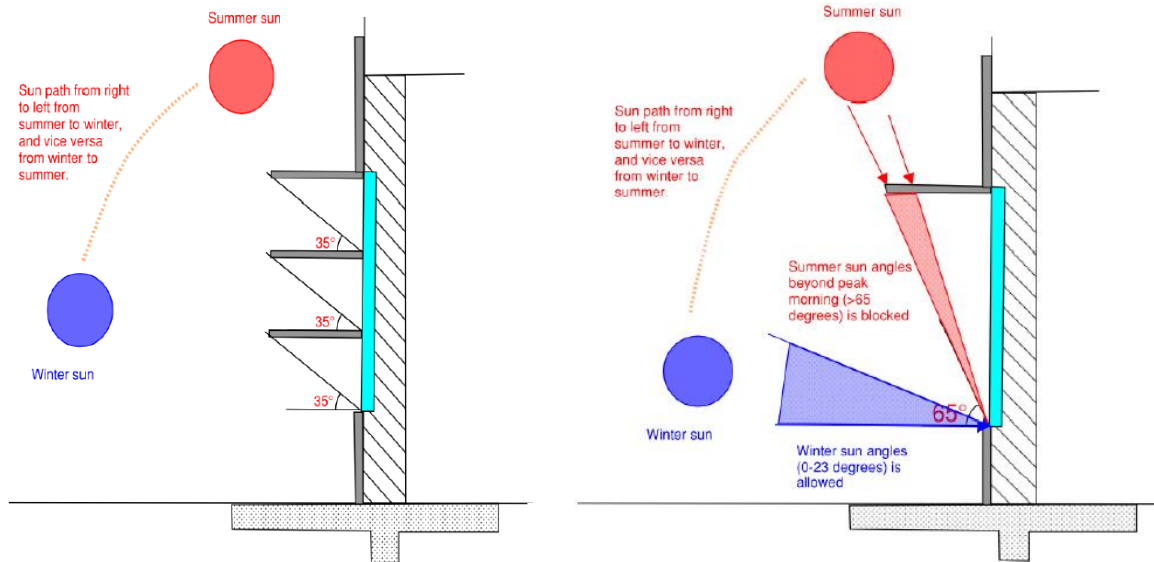 Summer sun
Sun path from right
to left from
summer to winter,
and vice versa
from winter to
summer.
35°
35°
35°
Winter sun
Summer sun
Sun path from right
to left from
summer to winter,
and vice versa
from winter to
summer.
Summer sun angles
beyond peak
morning (>65
degrees) is blocked
65°
Winter sun
Winter sun angles
(0-23 degrees) is
allowed